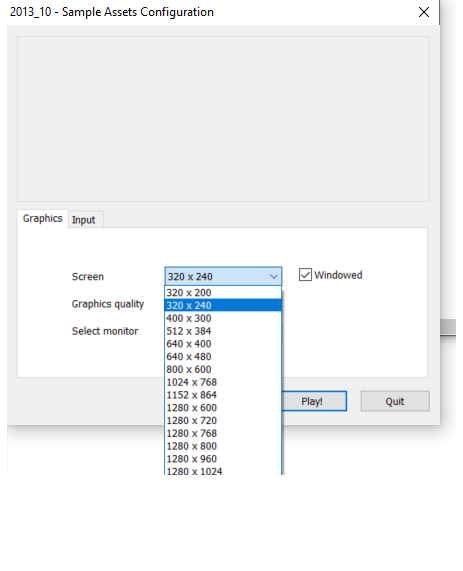 2013_10 - Sample Assets Configuration
Graphics
Input
Screen
320 x 240
Windowed
Graphics quality
Select monitor
320 x 200
320 x 240
400 x 300
512 x 384
640 x 400
640 x 480
800 x 600
1024 x 768
1152 x 864
1280 x 600
1280 x 720
1280 x 768
1280 x 800
1280 x 960
1280 x 1024
Play!
Quit